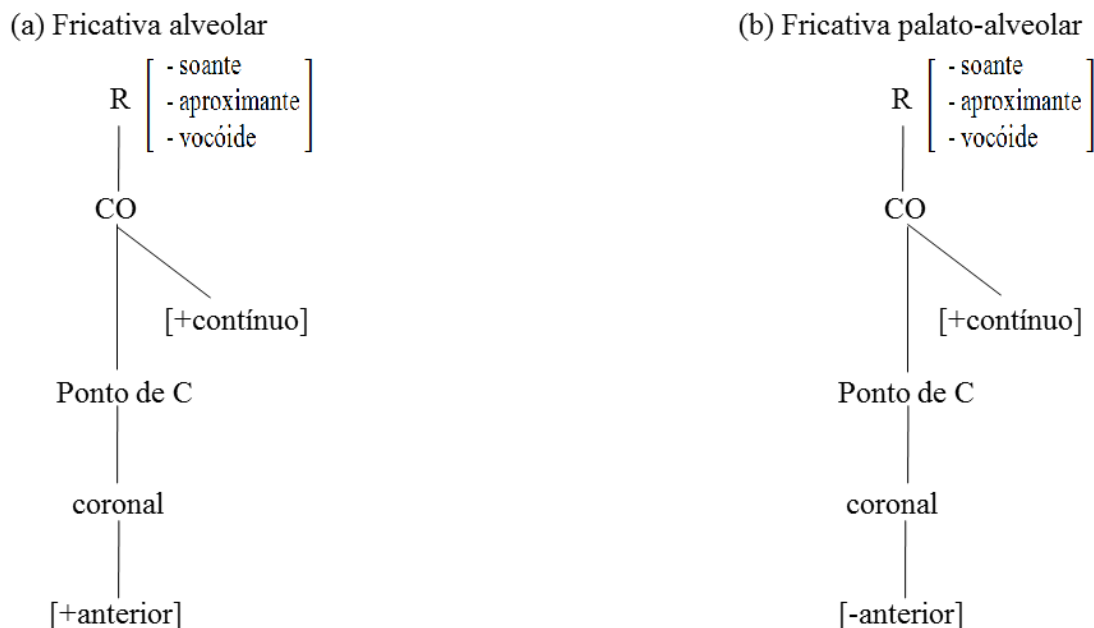 (a) Fricativa alveolar
R
- soante
- aproximante
- vocóide
CO
[+contínuo]
Ponto de C
coronal
[+anterior]
(b) Fricativa palato-alveolar
R
- soante
- aproximante
- vocóide
CO
[+contínuo]
Ponto de C
coronal
[-anterior]